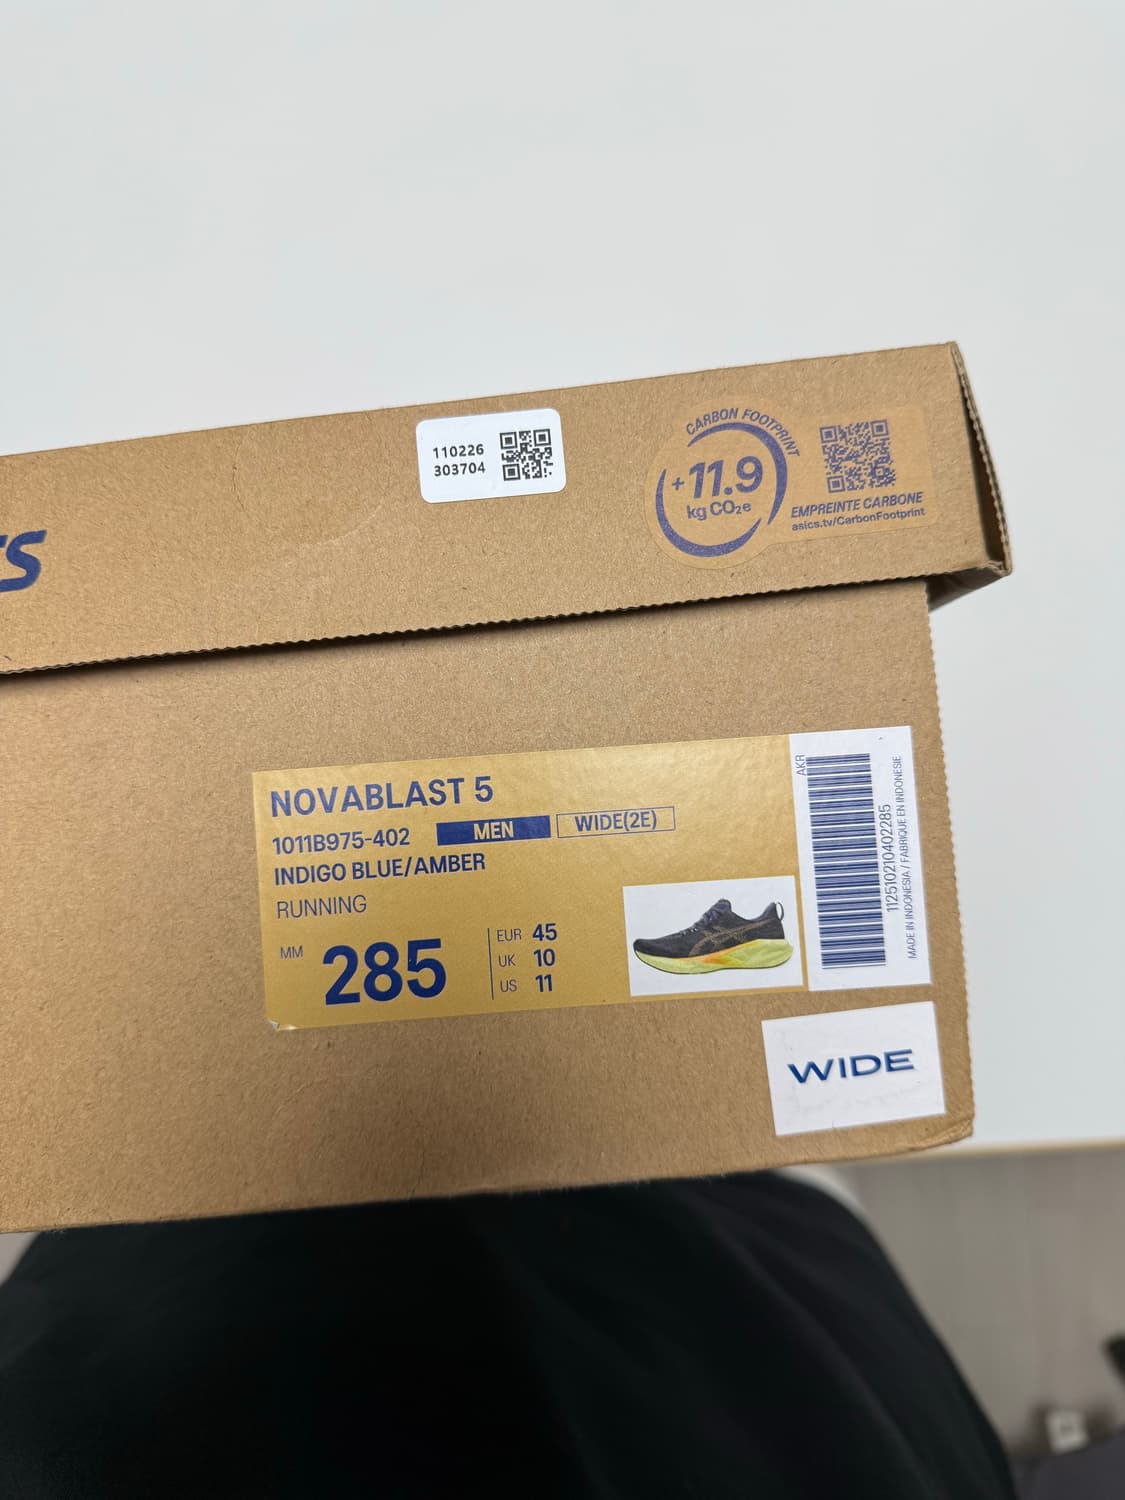 110226
303704
CARBON FOOTPRINT
+11.9
kg CO₂e
EMPREINTE CARBONE
asics.tv/CarbonFootprint
NOVABLAST 5
1011B975-402 MEN WIDE(2E)
INDIGO BLUE/AMBER
RUNNING
MM 285
EUR 45
UK 10
US 11
AKR
112510210402285
MADE IN INDONESIA / FABRIQUE EN INDONESIE
WIDE